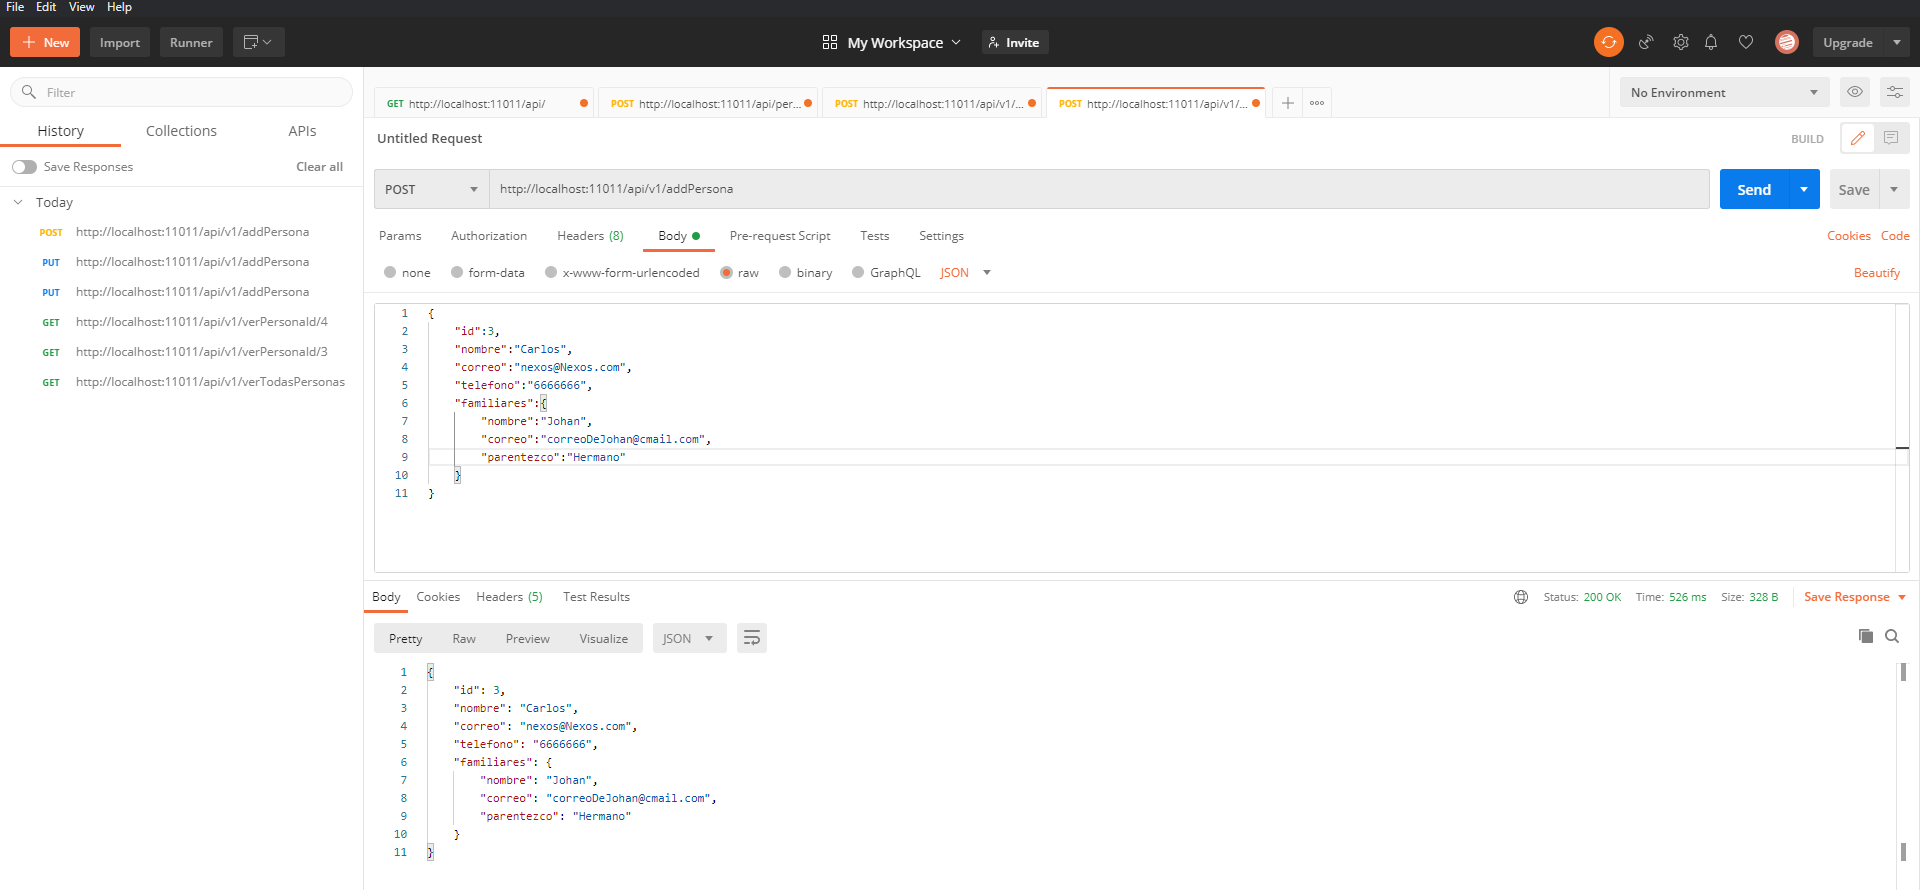 File Edit View Help
New Import Runner My Workspace Invite Upgrade
Filter
History Collections APIs
Save Responses Clear all
Today
POST http://localhost:11011/api/v1/addPersona
PUT http://localhost:11011/api/v1/addPersona
PUT http://localhost:11011/api/v1/addPersona
GET http://localhost:11011/api/v1/verPersonaId/4
GET http://localhost:11011/api/v1/verPersonaId/3
GET http://localhost:11011/api/v1/verTodasPersonas
GET http://localhost:11011/api/ POST http://localhost:11011/api/per... POST http://localhost:11011/api/v1/... POST http://localhost:11011/api/v1/... No Environment
Untitled Request BUILD
POST http://localhost:11011/api/v1/addPersona Send Save
Params Authorization Headers (8) Body Pre-request Script Tests Settings Cookies Code
none form-data x-www-form-urlencoded raw binary GraphQL JSON Beautify
1 {
2 "id":3,
3 "nombre":"Carlos",
4 "correo":"nexos@Nexos.com",
5 "telefono":"6666666",
6 "familiares":{
7 "nombre":"Johan",
8 "correo":"correoDeJohan@cmail.com",
9 "parentezco":"Hermano"
10 }
11 }
Body Cookies Headers (5) Test Results Status: 200 OK Time: 526 ms Size: 328 B Save Response
Pretty Raw Preview Visualize JSON
1 {
2 "id": 3,
3 "nombre": "Carlos",
4 "correo": "nexos@Nexos.com",
5 "telefono": "6666666",
6 "familiares": {
7 "nombre": "Johan",
8 "correo": "correoDeJohan@cmail.com",
9 "parentezco": "Hermano"
10 }
11 }